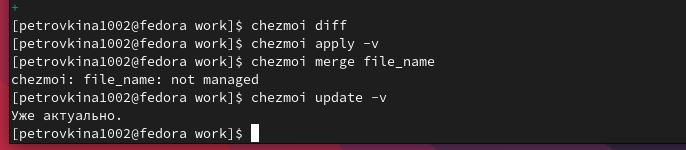 +
[petrovkina1002@fedora work]$ chezmoi diff
[petrovkina1002@fedora work]$ chezmoi apply -v
[petrovkina1002@fedora work]$ chezmoi merge file_name
chezmoi: file_name: not managed
[petrovkina1002@fedora work]$ chezmoi update -v
Уже актуально.
[petrovkina1002@fedora work]$